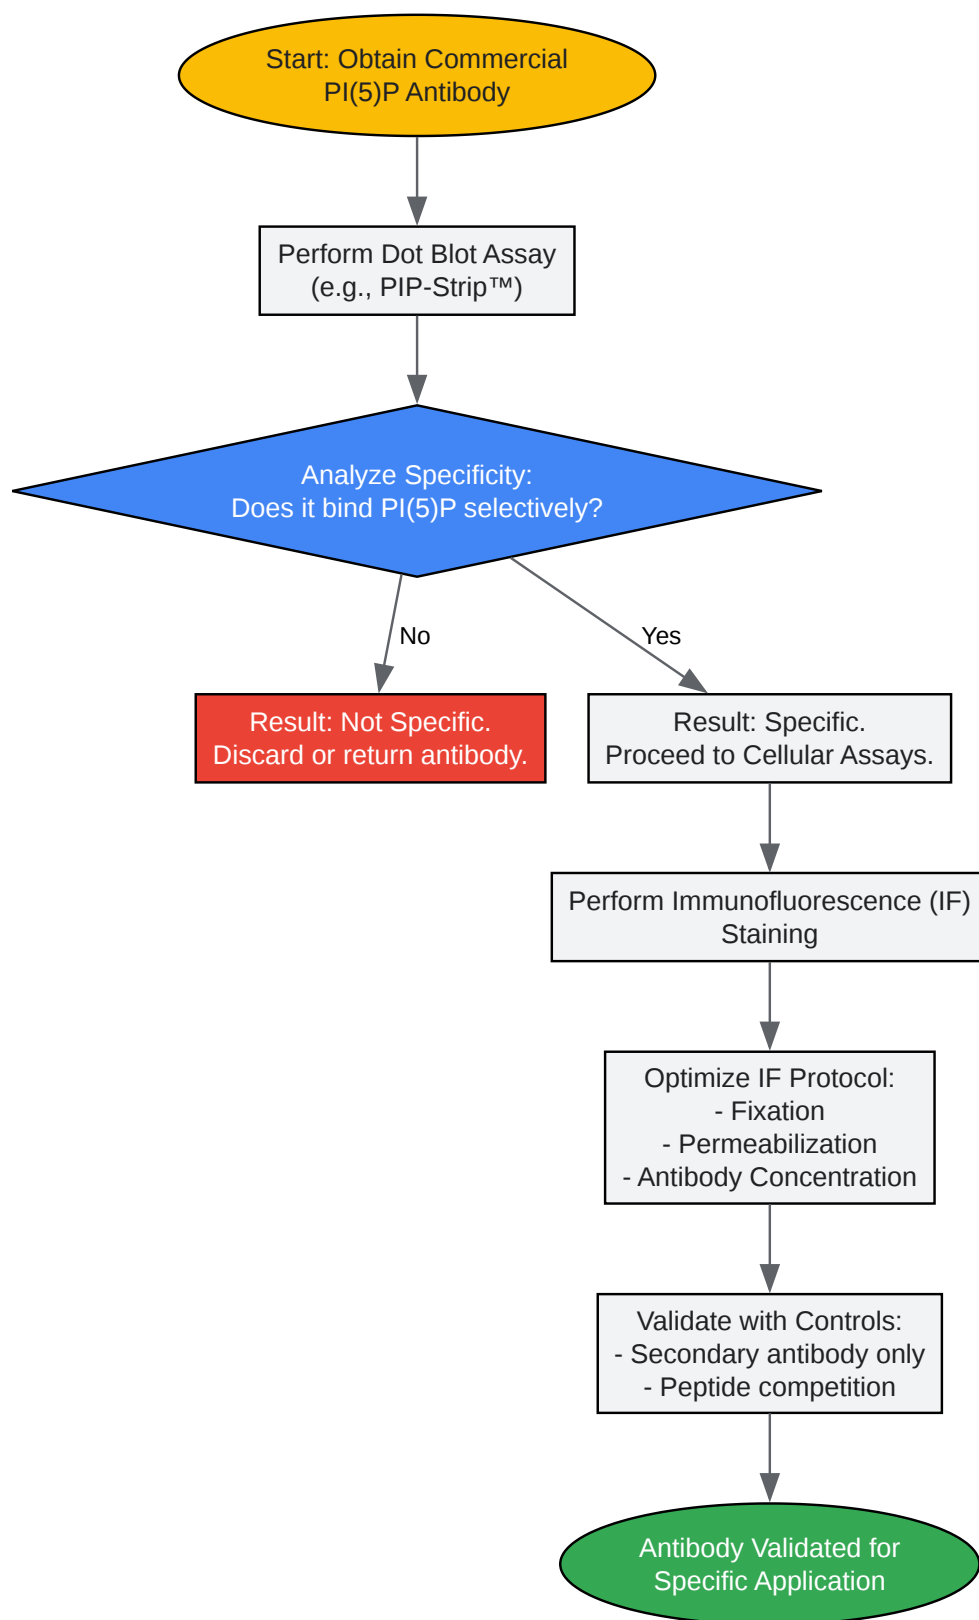 Start: Obtain Commercial
PI(5)P Antibody
Perform Dot Blot Assay
(e.g., PIP-Strip™)
Analyze Specificity:
Does it bind PI(5)P selectively?
No
Yes
Result: Not Specific.
Discard or return antibody.
Result: Specific.
Proceed to Cellular Assays.
Perform Immunofluorescence (IF)
Staining
Optimize IF Protocol:
- Fixation
- Permeabilization
- Antibody Concentration
Validate with Controls:
- Secondary antibody only
- Peptide competition
Antibody Validated for
Specific Application